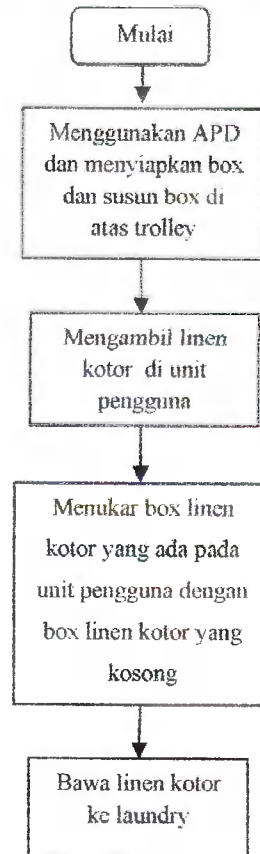 Mulai
Menggunakan APD
dan menyiapkan box
dan susun box di
atas trolley
Mengambil linen
kotor di unit
pengguna
Menukar box linen
kotor yang ada pada
unit pengguna dengan
box linen kotor yang
kosong
Bawa linen kotor
ke laundry